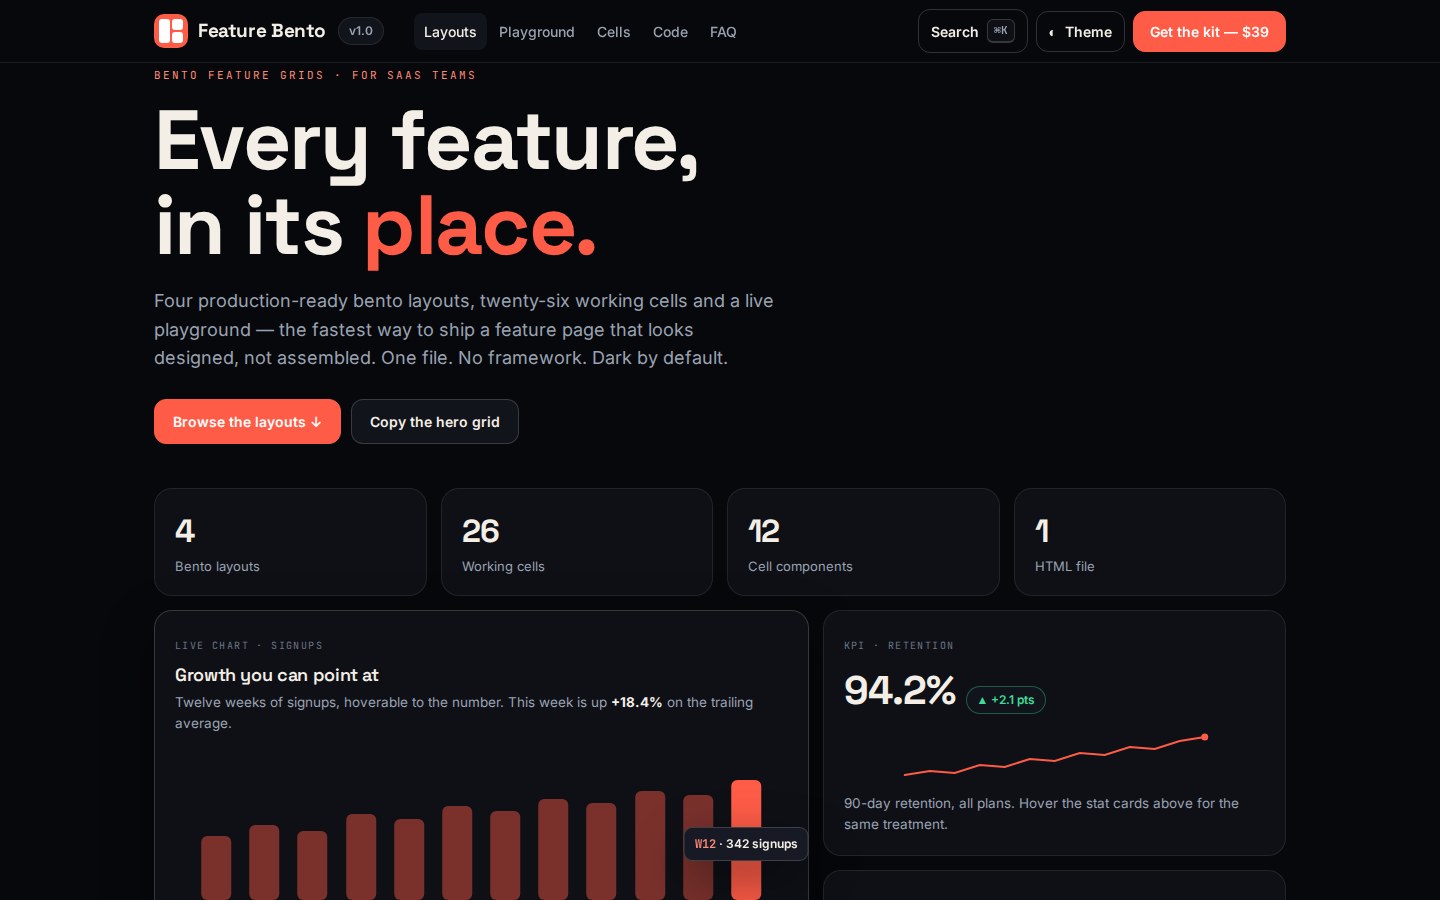 Feature Bento
v1.0
Layouts
Playground
Cells
Code
FAQ
Search ⌘K
Theme
Get the kit — $39
BENTO FEATURE GRIDS · FOR SAAS TEAMS
Every feature,
in its place.
Four production-ready bento layouts, twenty-six working cells and a live
playground — the fastest way to ship a feature page that looks
designed, not assembled. One file. No framework. Dark by default.
Browse the layouts ↓
Copy the hero grid
4
Bento layouts
26
Working cells
12
Cell components
1
HTML file
LIVE CHART · SIGNUPS
Growth you can point at
Twelve weeks of signups, hoverable to the number. This week is up +18.4% on the trailing
average.
W12 · 342 signups
KPI · RETENTION
94.2%
▲ +2.1 pts
90-day retention, all plans. Hover the stat cards above for the
same treatment.